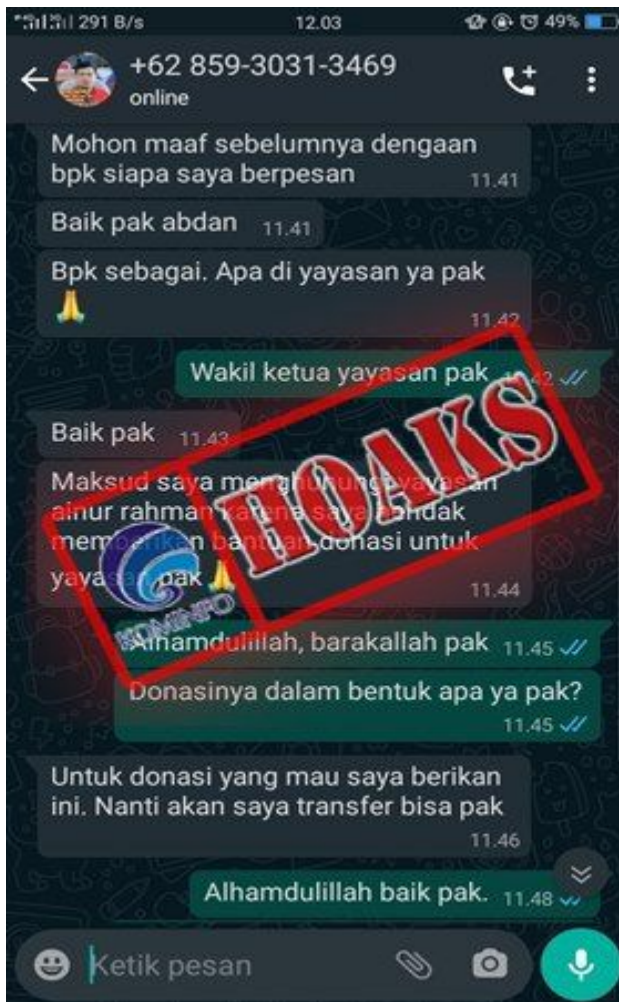 291 B/s 12.03 49%
+62 859-3031-3469
online
Mohon maaf sebelumnya dengaan
bpk siapa saya berpesan
11.41
Baik pak abdan 11.41
Bpk sebagai. Apa di yayasan ya pak
🙏
11.42
Wakil ketua yayasan pak 11.42
Baik pak 11.43
Maksud saya menghubungi yayasan
ainur rahman karena saya hendak
memberikan bantuan donasi untuk
yayasan pak 🙏
11.44
HOAKS
KOMINFO
Alhamdulillah, barakallah pak 11.45
Donasinya dalam bentuk apa ya pak?
11.45
Untuk donasi yang mau saya berikan
ini. Nanti akan saya transfer bisa pak
11.46
Alhamdulillah baik pak. 11.48
Ketik pesan